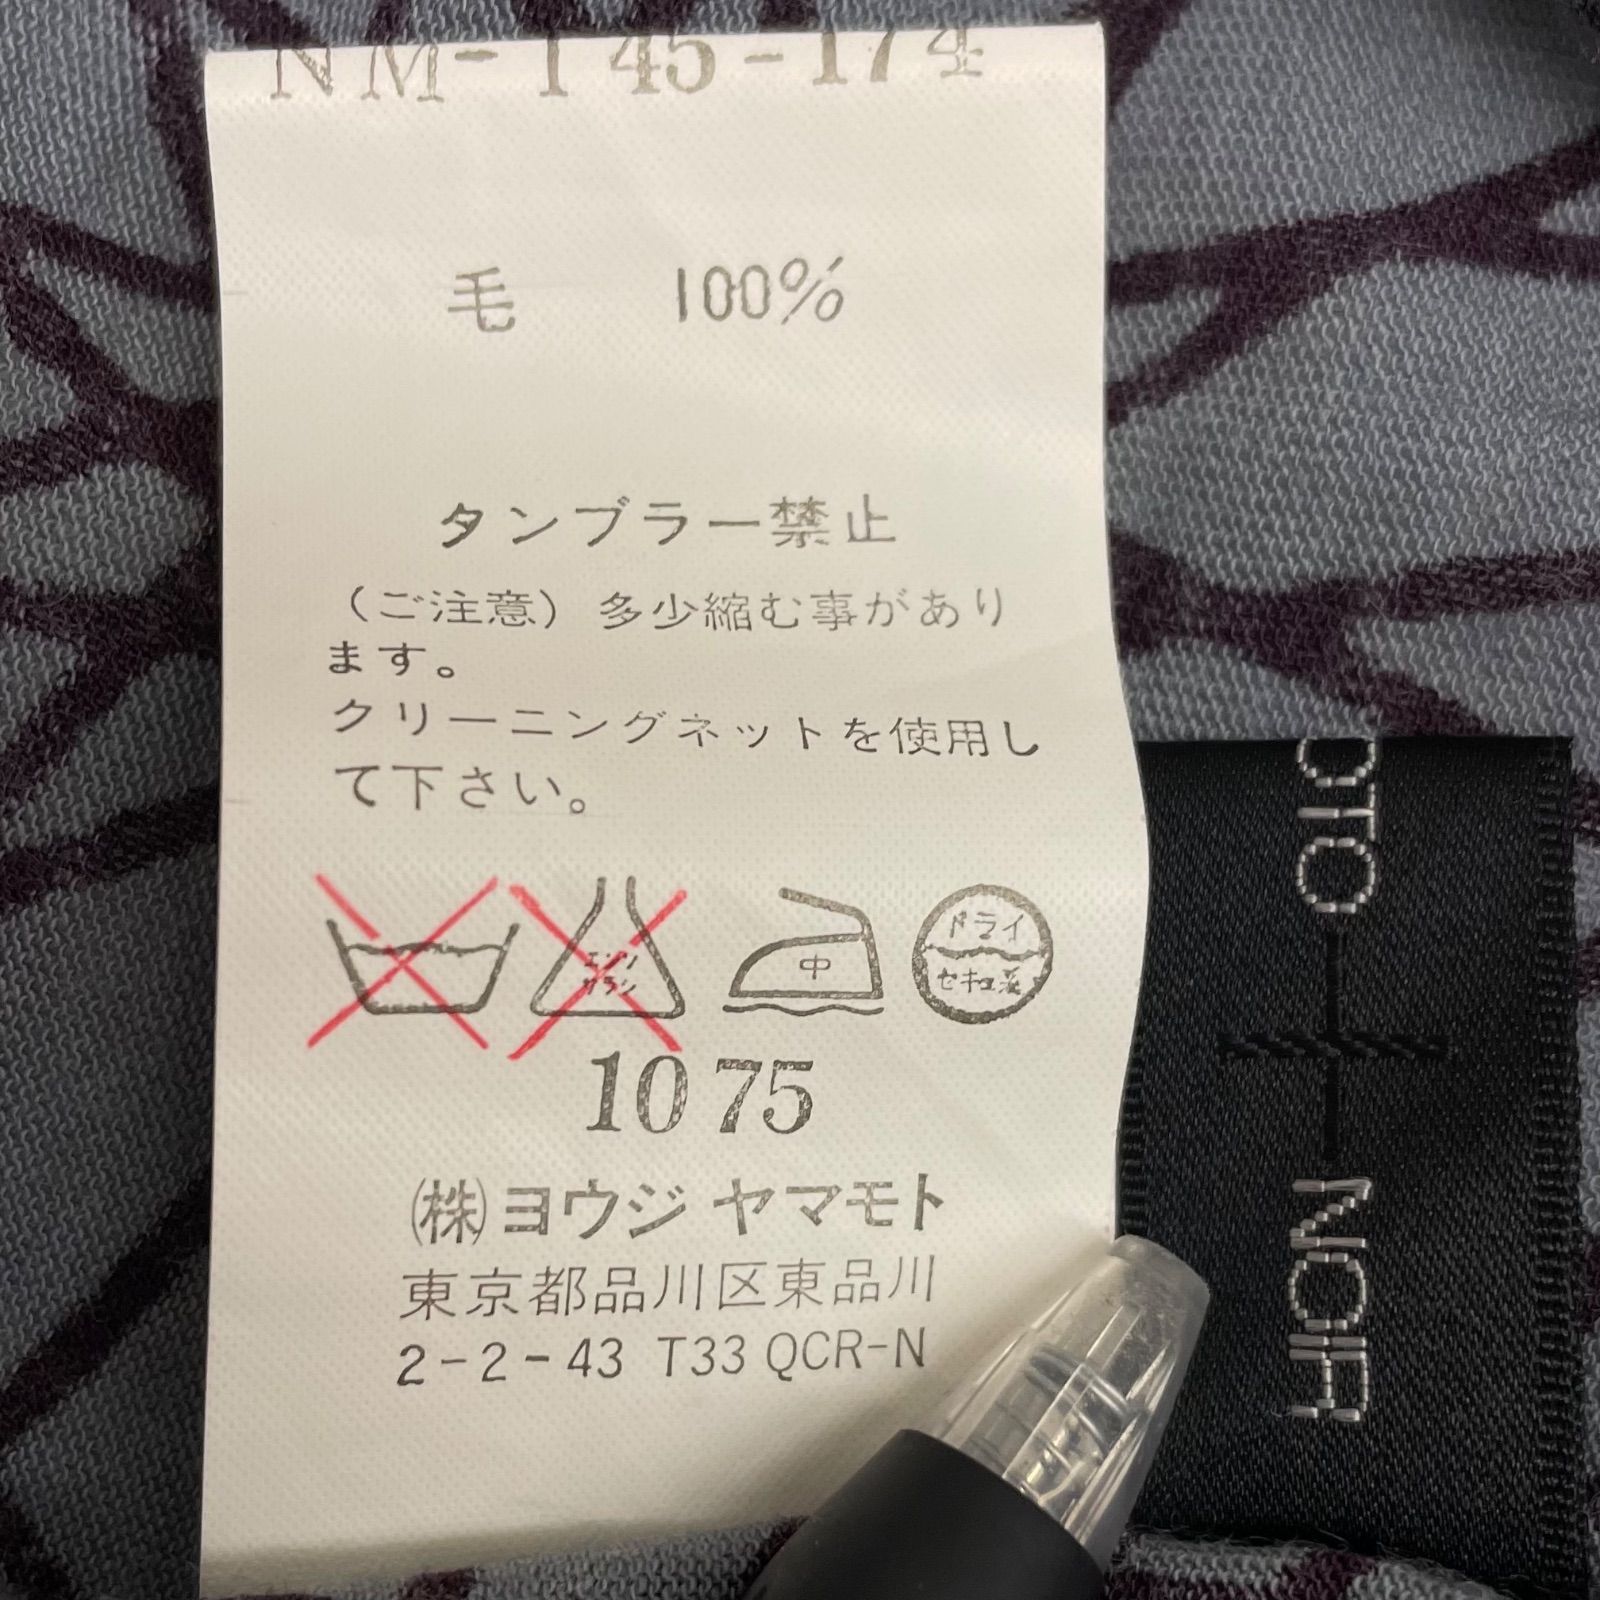 NM-I45-174
毛 100%
タンブラー禁止
（ご注意）多少縮む事があり
ます。
クリーニングネットを使用し
て下さい。
エンソ
サラシ
中
ドライ
セキユ系
10 75
(株)ヨウジ ヤマモト
東京都品川区東品川
2-2-43 T33 QCR-N
OTO
NOIR